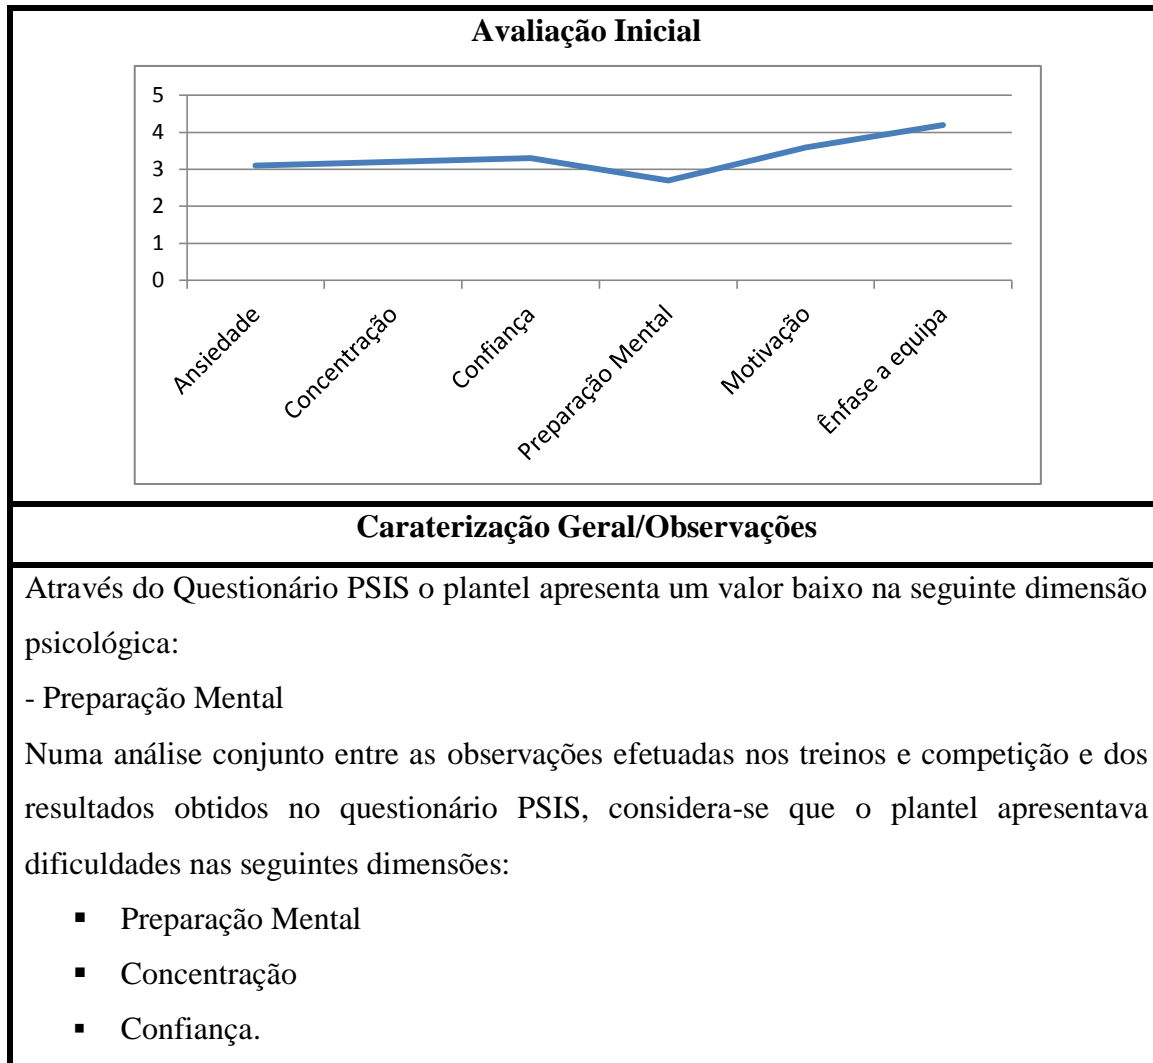 Avaliação Inicial
5
4
3
2
1
0
Ansiedade
Concentração
Confiança
Preparação Mental
Motivação
Ênfase a equipa
Caraterização Geral/Observações
Através do Questionário PSIS o plantel apresenta um valor baixo na seguinte dimensão
psicológica:
- Preparação Mental
Numa análise conjunto entre as observações efetuadas nos treinos e competição e dos
resultados obtidos no questionário PSIS, considera-se que o plantel apresentava
dificuldades nas seguintes dimensões:
▪ Preparação Mental
▪ Concentração
▪ Confiança.